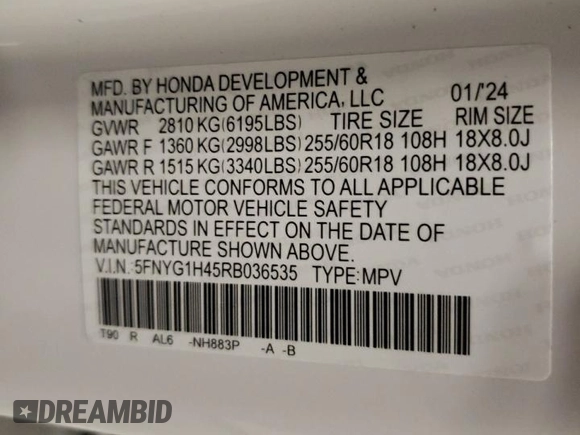 MFD. BY HONDA DEVELOPMENT &
MANUFACTURING OF AMERICA, LLC 01/'24
GVWR 2810 KG(6195LBS) TIRE SIZE RIM SIZE
GAWR F 1360 KG(2998LBS) 255/60R18 108H 18X8.0J
GAWR R 1515 KG(3340LBS) 255/60R18 108H 18X8.0J
THIS VEHICLE CONFORMS TO ALL APPLICABLE
FEDERAL MOTOR VEHICLE SAFETY
STANDARDS IN EFFECT ON THE DATE OF
MANUFACTURE SHOWN ABOVE.
V.I.N.:5FNYG1H45RB036535 TYPE:MPV
T90 R AL6 -NH883P -A -B
DREAMBID